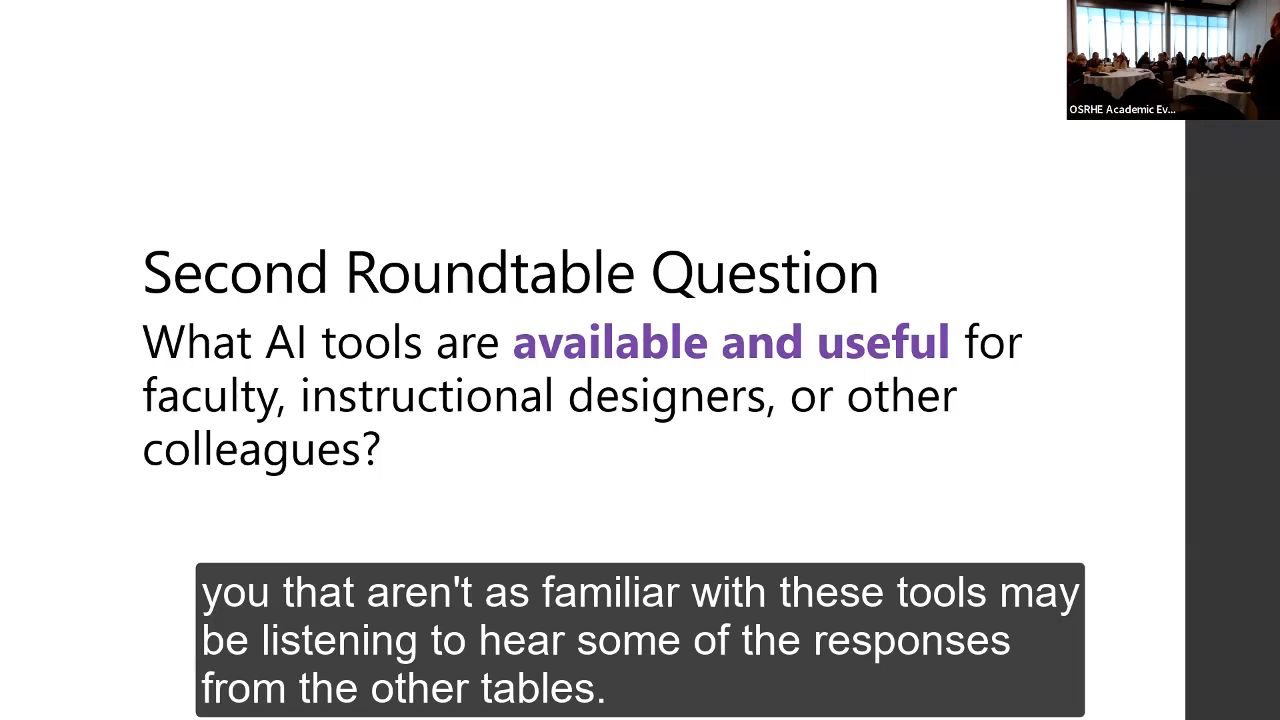 OSRHE Academic Ev...
Second Roundtable Question
What AI tools are available and useful for
faculty, instructional designers, or other
colleagues?
you that aren't as familiar with these tools may
be listening to hear some of the responses
from the other tables.